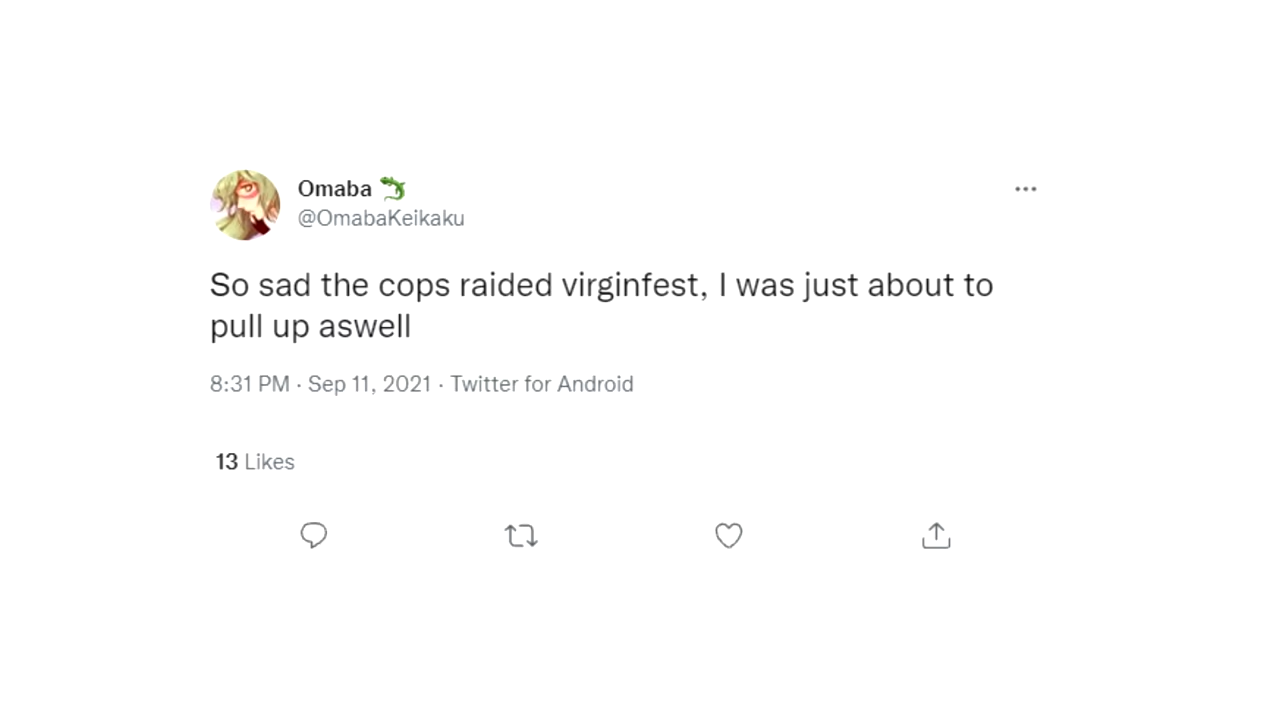 Omaba 🦎
@OmabaKeikaku
So sad the cops raided virginfest, I was just about to
pull up aswell
8:31 PM · Sep 11, 2021 · Twitter for Android
13 Likes